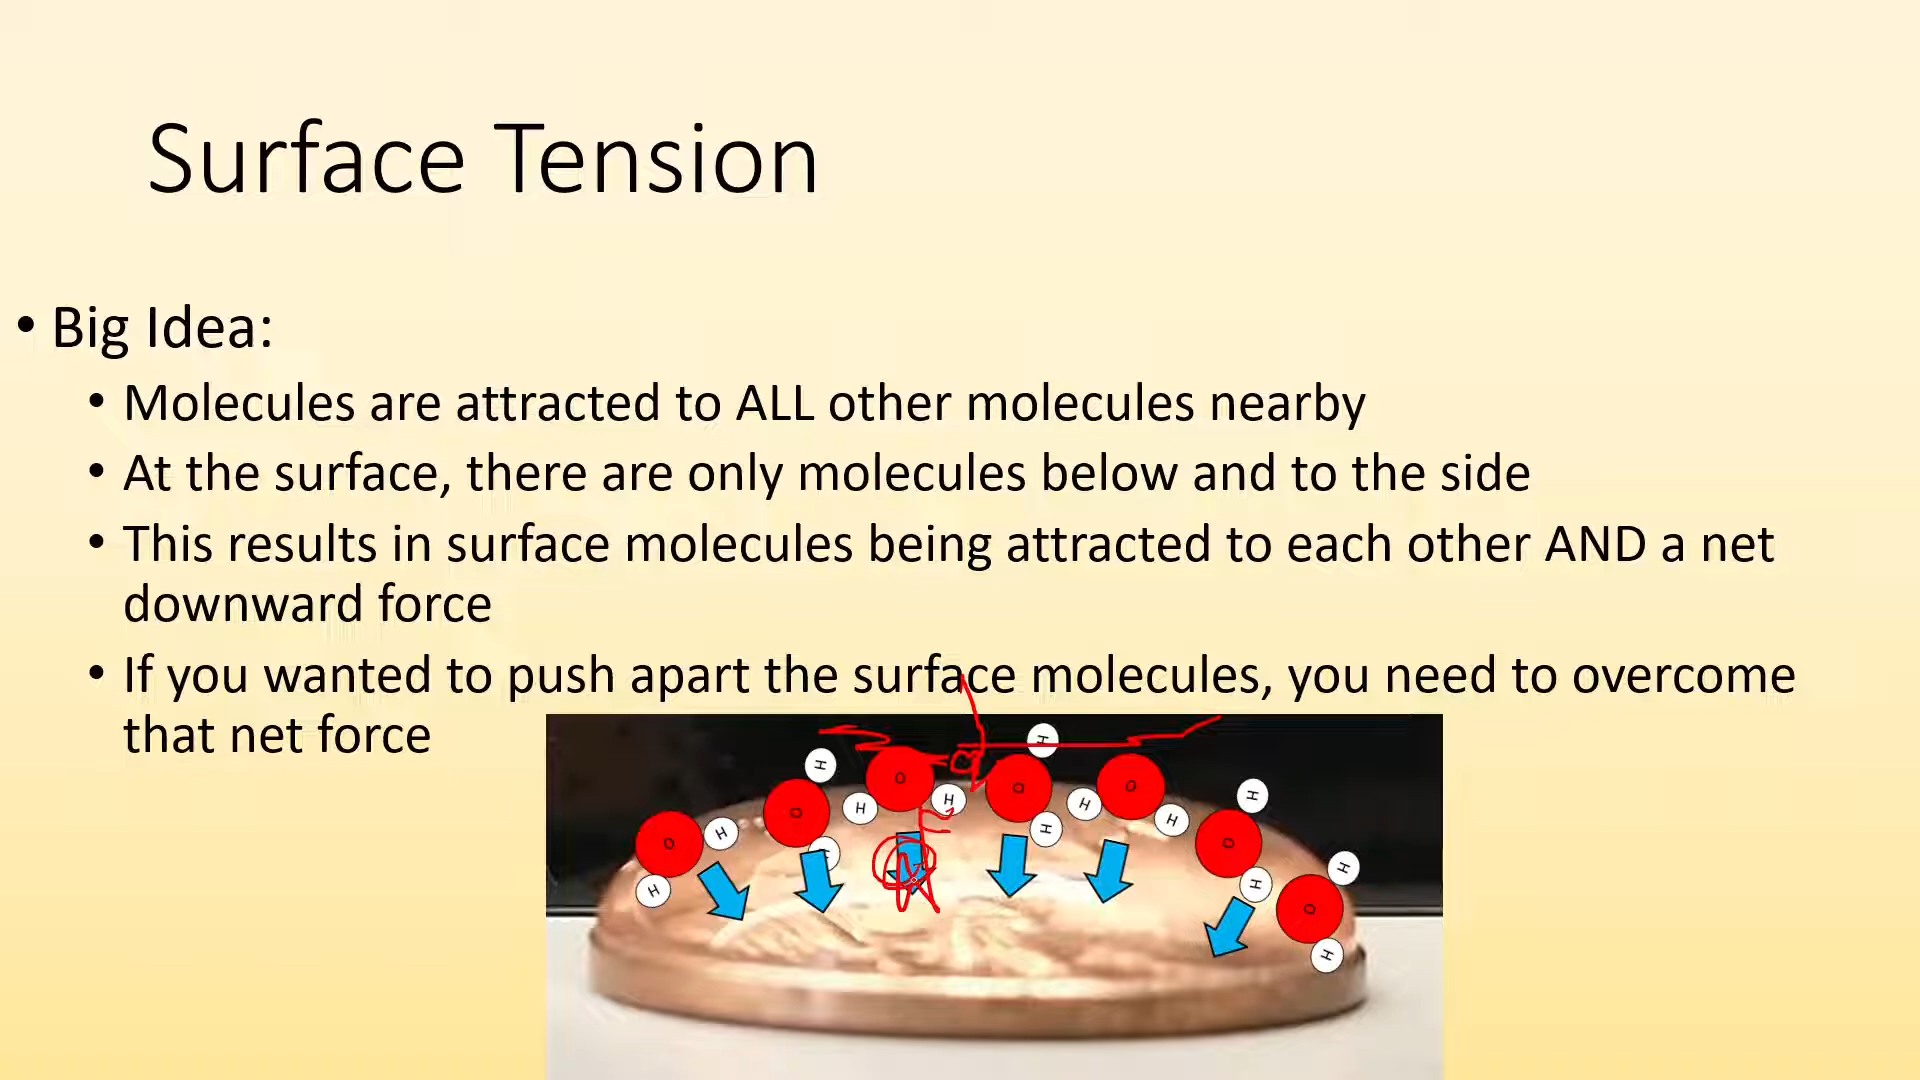 Surface Tension
• Big Idea:
• Molecules are attracted to ALL other molecules nearby
• At the surface, there are only molecules below and to the side
• This results in surface molecules being attracted to each other AND a net
downward force
• If you wanted to push apart the surface molecules, you need to overcome
that net force
H
H O O H
O H H O H O H H
H H O H
H H O
H